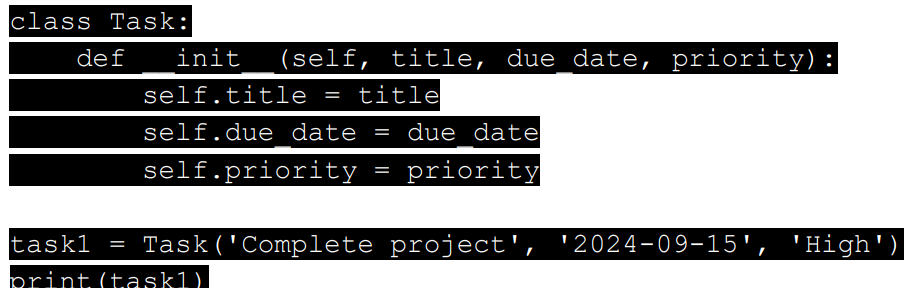 class Task:
    def __init__(self, title, due_date, priority):
        self.title = title
        self.due_date = due_date
        self.priority = priority

task1 = Task('Complete project', '2024-09-15', 'High')
print(task1)